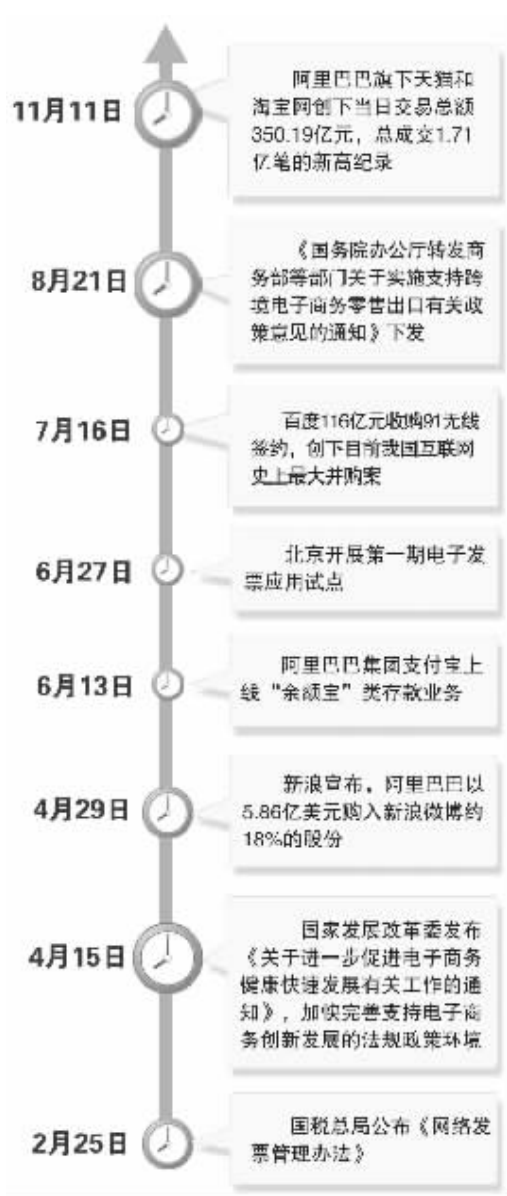 11月11日
阿里巴巴旗下天猫和
淘宝网创下当日交易总额
350.19亿元，总成交1.71
亿笔的新高纪录
8月21日
《国务院办公厅转发商
务部等部门关于实施支持跨
境电子商务零售出口有关政
策意见的通知》下发
7月16日
百度116亿元收购91无线
签约，创下目前我国互联网
史上最大并购案
6月27日
北京开展第一期电子发
票应用试点
6月13日
阿里巴巴集团支付宝上
线“余额宝”类存款业务
4月29日
新浪宣布，阿里巴巴以
5.86亿美元购入新浪微博约
18%的股份
4月15日
国家发展改革委发布
《关于进一步促进电子商务
健康快速发展有关工作的通
知》，加快完善支持电子商
务创新发展的法规政策环境
2月25日
国税总局公布《网络发
票管理办法》